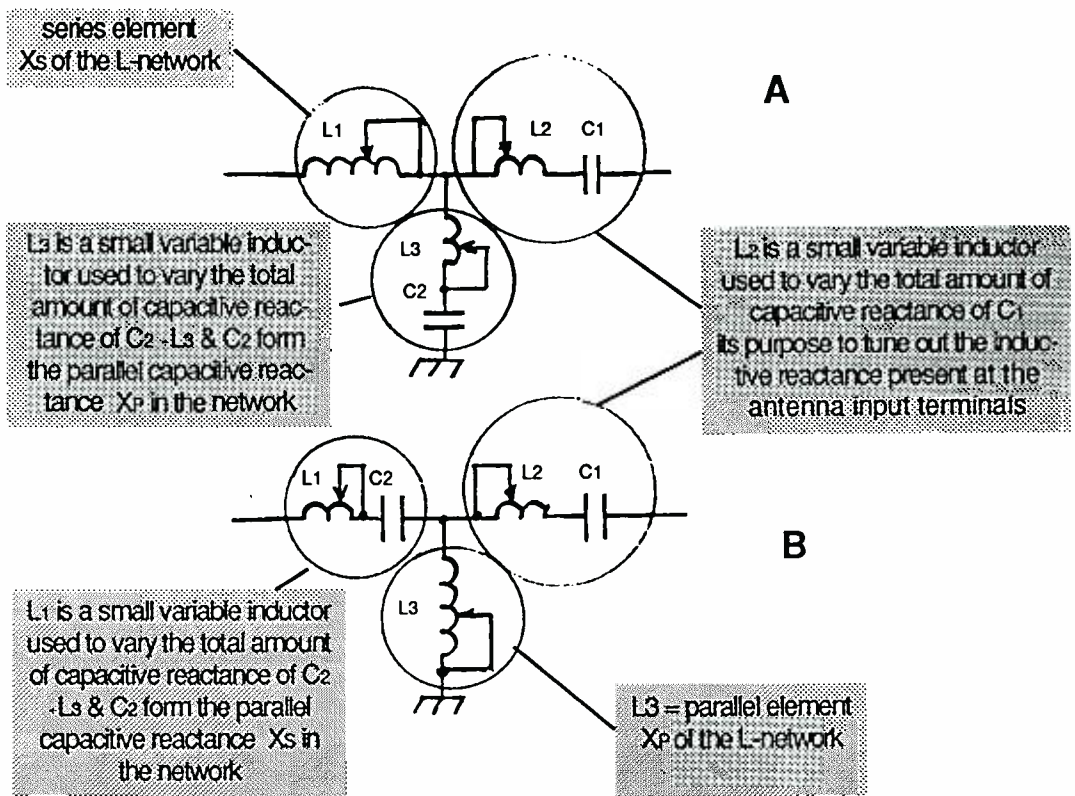 series element
Xs of the L-network
A
L1
L2
C1
L3 is a small variable induc-
tor used to vary the total
amount of capacitive reac-
tance of C2 -L3 & C2 form
the parallel capacitive reac-
tance XP in the network
L3
C2
L2 is a small variable inductor
used to vary the total amount of
capacitive reactance of C1
its purpose to tune out the induc-
tive reactance present at the
antenna input terminals
L1
C2
L2
C1
B
L3
L1 is a small variable inductor
used to vary the total amount
of capacitive reactance of C2
-L3 & C2 form the parallel
capacitive reactance Xs in
the network
L3 = parallel element
XP of the L-network